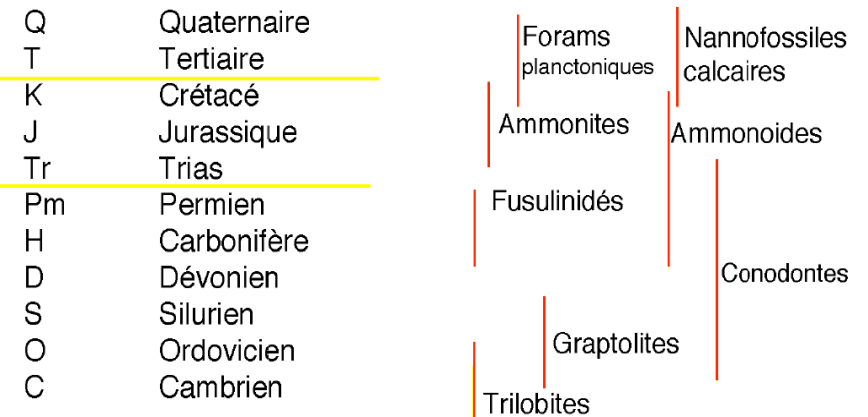 Q Quaternaire
T Tertiaire
K Crétacé
J Jurassique
Tr Trias
Pm Permien
H Carbonifère
D Dévonien
S Silurien
O Ordovicien
C Cambrien
Forams
planctoniques
Nannofossiles
calcaires
Ammonites
Ammonoides
Fusulinidés
Conodontes
Graptolites
Trilobites